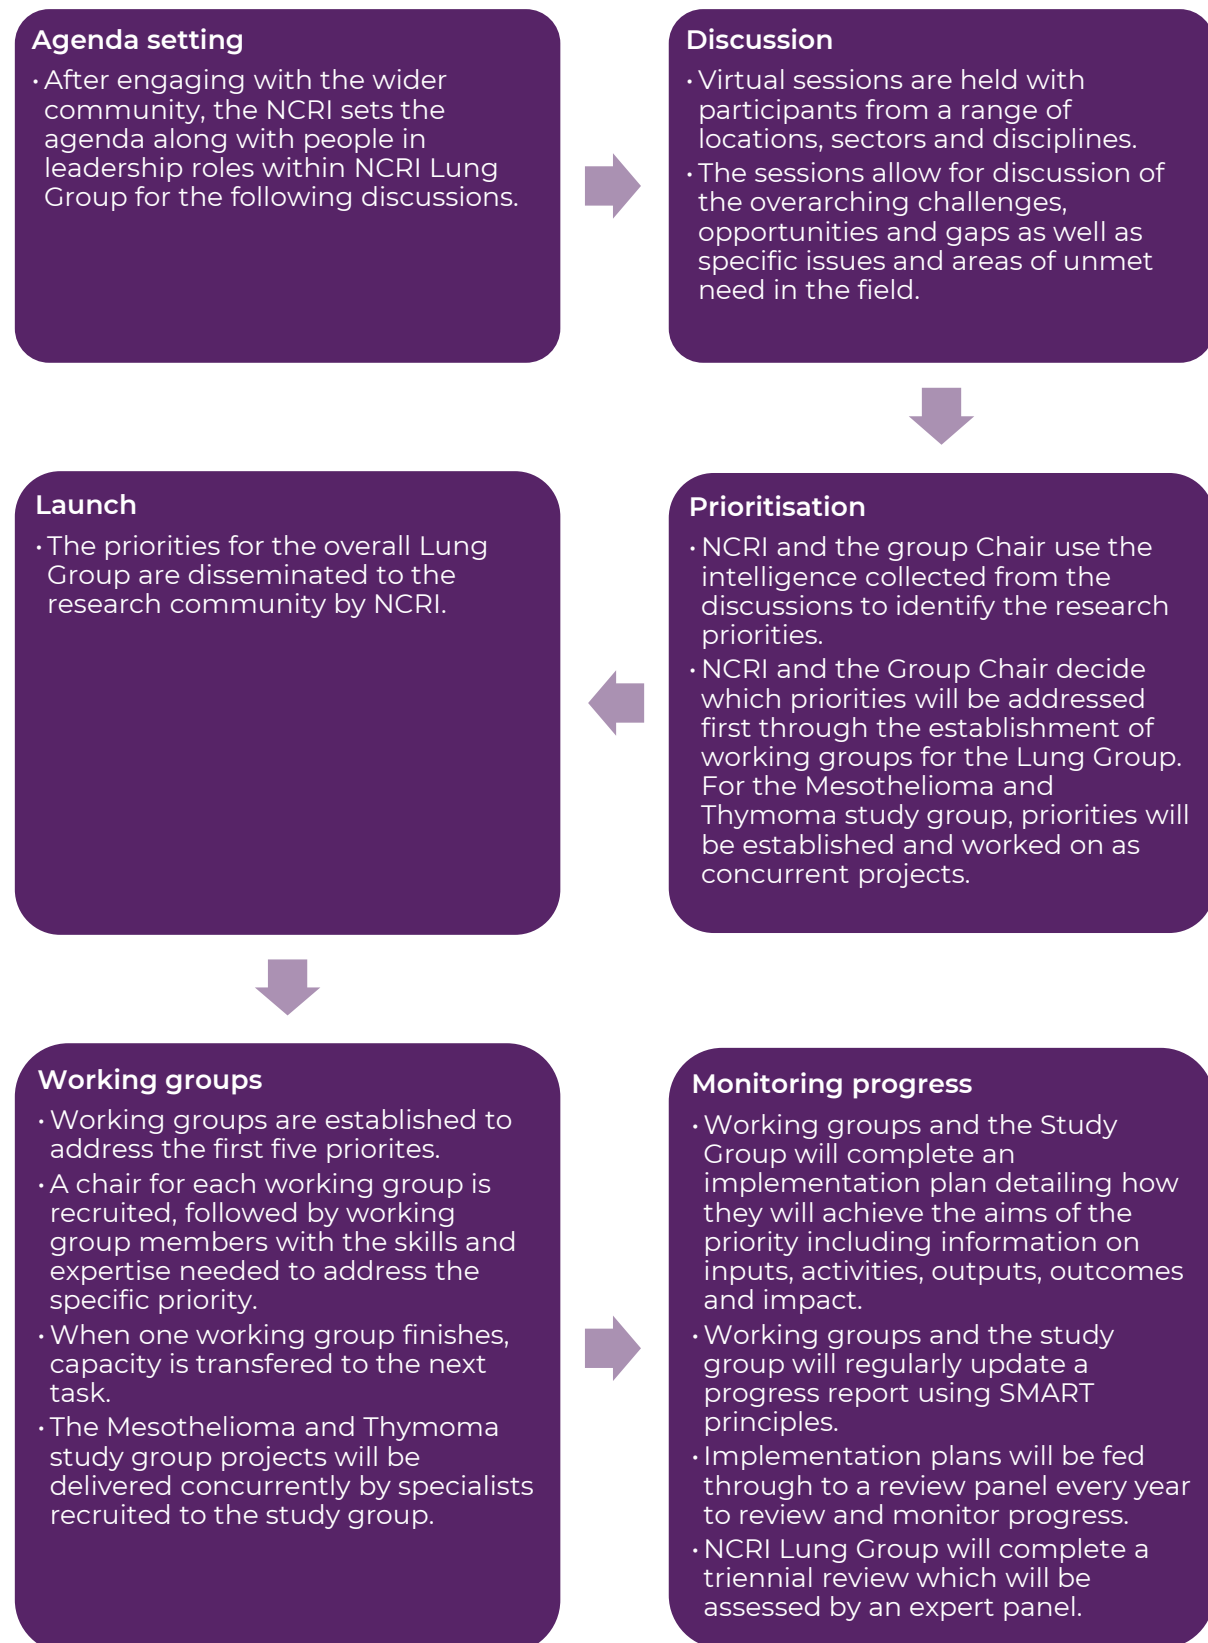 Agenda setting
· After engaging with the wider
community, the NCRI sets the
agenda along with people in
leadership roles within NCRI Lung
Group for the following discussions.
Discussion
· Virtual sessions are held with
participants from a range of
locations, sectors and disciplines.
· The sessions allow for discussion of
the overarching challenges,
opportunities and gaps as well as
specific issues and areas of unmet
need in the field.
Prioritisation
· NCRI and the group Chair use the
intelligence collected from the
discussions to identify the research
priorities.
· NCRI and the Group Chair decide
which priorities will be addressed
first through the establishment of
working groups for the Lung Group.
For the Mesothelioma and
Thymoma study group, priorities will
be established and worked on as
concurrent projects.
Launch
· The priorities for the overall Lung
Group are disseminated to the
research community by NCRI.
Working groups
· Working groups are established to
address the first five priorites.
· A chair for each working group is
recruited, followed by working
group members with the skills and
expertise needed to address the
specific priority.
· When one working group finishes,
capacity is transfered to the next
task.
· The Mesothelioma and Thymoma
study group projects will be
delivered concurrently by specialists
recruited to the study group.
Monitoring progress
· Working groups and the Study
Group will complete an
implementation plan detailing how
they will achieve the aims of the
priority including information on
inputs, activities, outputs, outcomes
and impact.
· Working groups and the study
group will regularly update a
progress report using SMART
principles.
· Implementation plans will be fed
through to a review panel every year
to review and monitor progress.
· NCRI Lung Group will complete a
triennial review which will be
assessed by an expert panel.